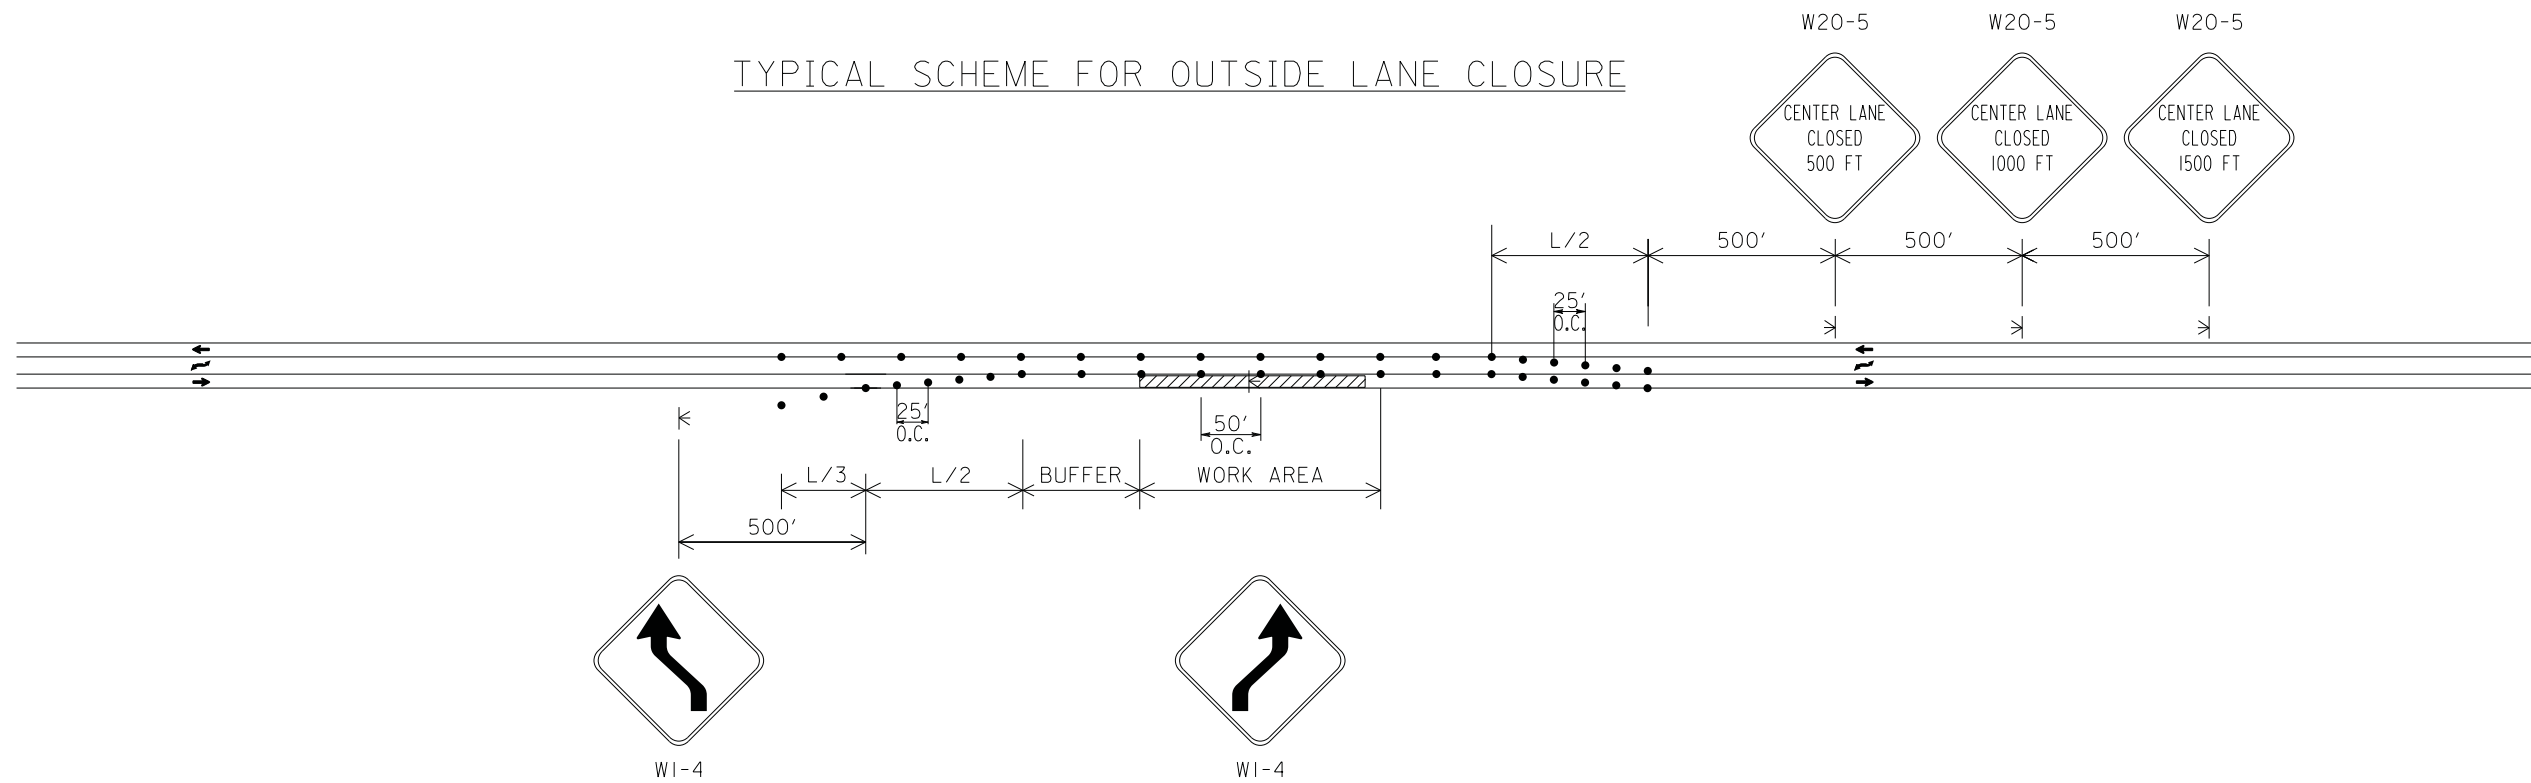 W20-5 W20-5 W20-5
TYPICAL SCHEME FOR OUTSIDE LANE CLOSURE
CENTER LANE
CLOSED
500 FT
CENTER LANE
CLOSED
1000 FT
CENTER LANE
CLOSED
1500 FT
L/2 500' 500' 500'
25'
O.C.
25'
O.C.
50'
O.C.
L/3 L/2 BUFFER WORK AREA
500'
W1-4 W1-4